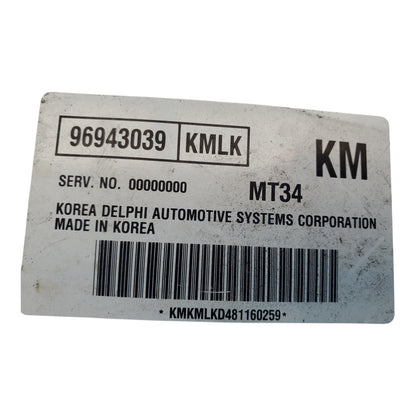 96943039 KMLK KM
SERV. NO. 00000000 MT34
KOREA DELPHI AUTOMOTIVE SYSTEMS CORPORATION
MADE IN KOREA
* KMKMLKD481160259*